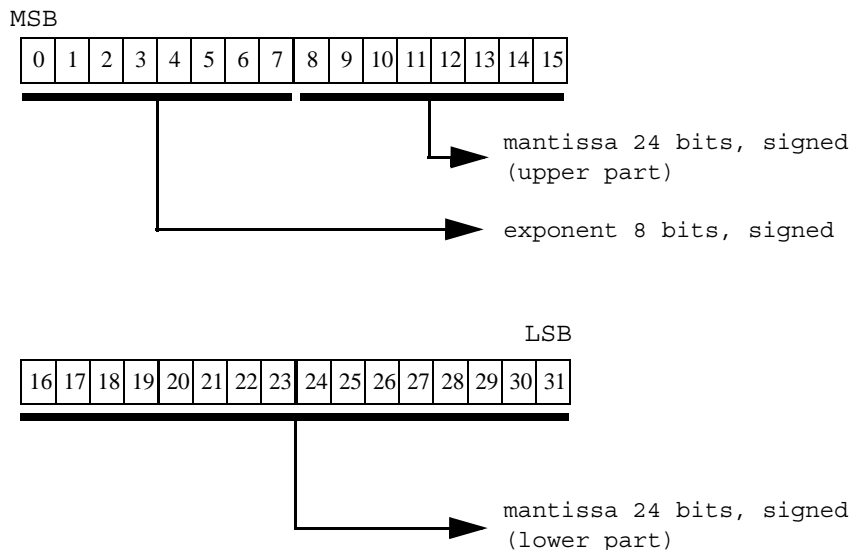 MSB
0 1 2 3 4 5 6 7 8 9 10 11 12 13 14 15
mantissa 24 bits, signed
(upper part)
exponent 8 bits, signed
LSB
16 17 18 19 20 21 22 23 24 25 26 27 28 29 30 31
mantissa 24 bits, signed
(lower part)